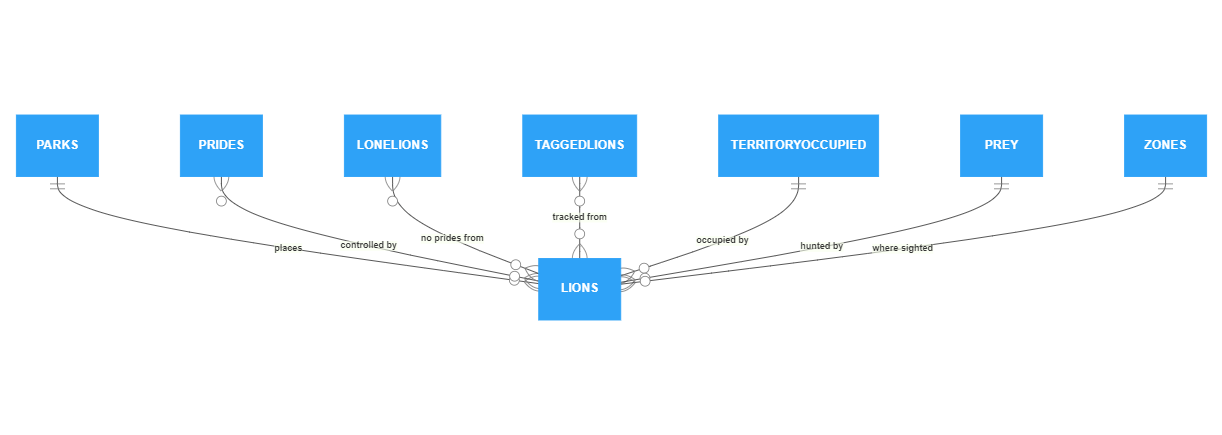 PARKS
PRIDES
LONELIONS
TAGGEDLIONS
TERRITORYOCCUPIED
PREY
ZONES
places
controlled by
no prides from
tracked from
occupied by
hunted by
where sighted
LIONS